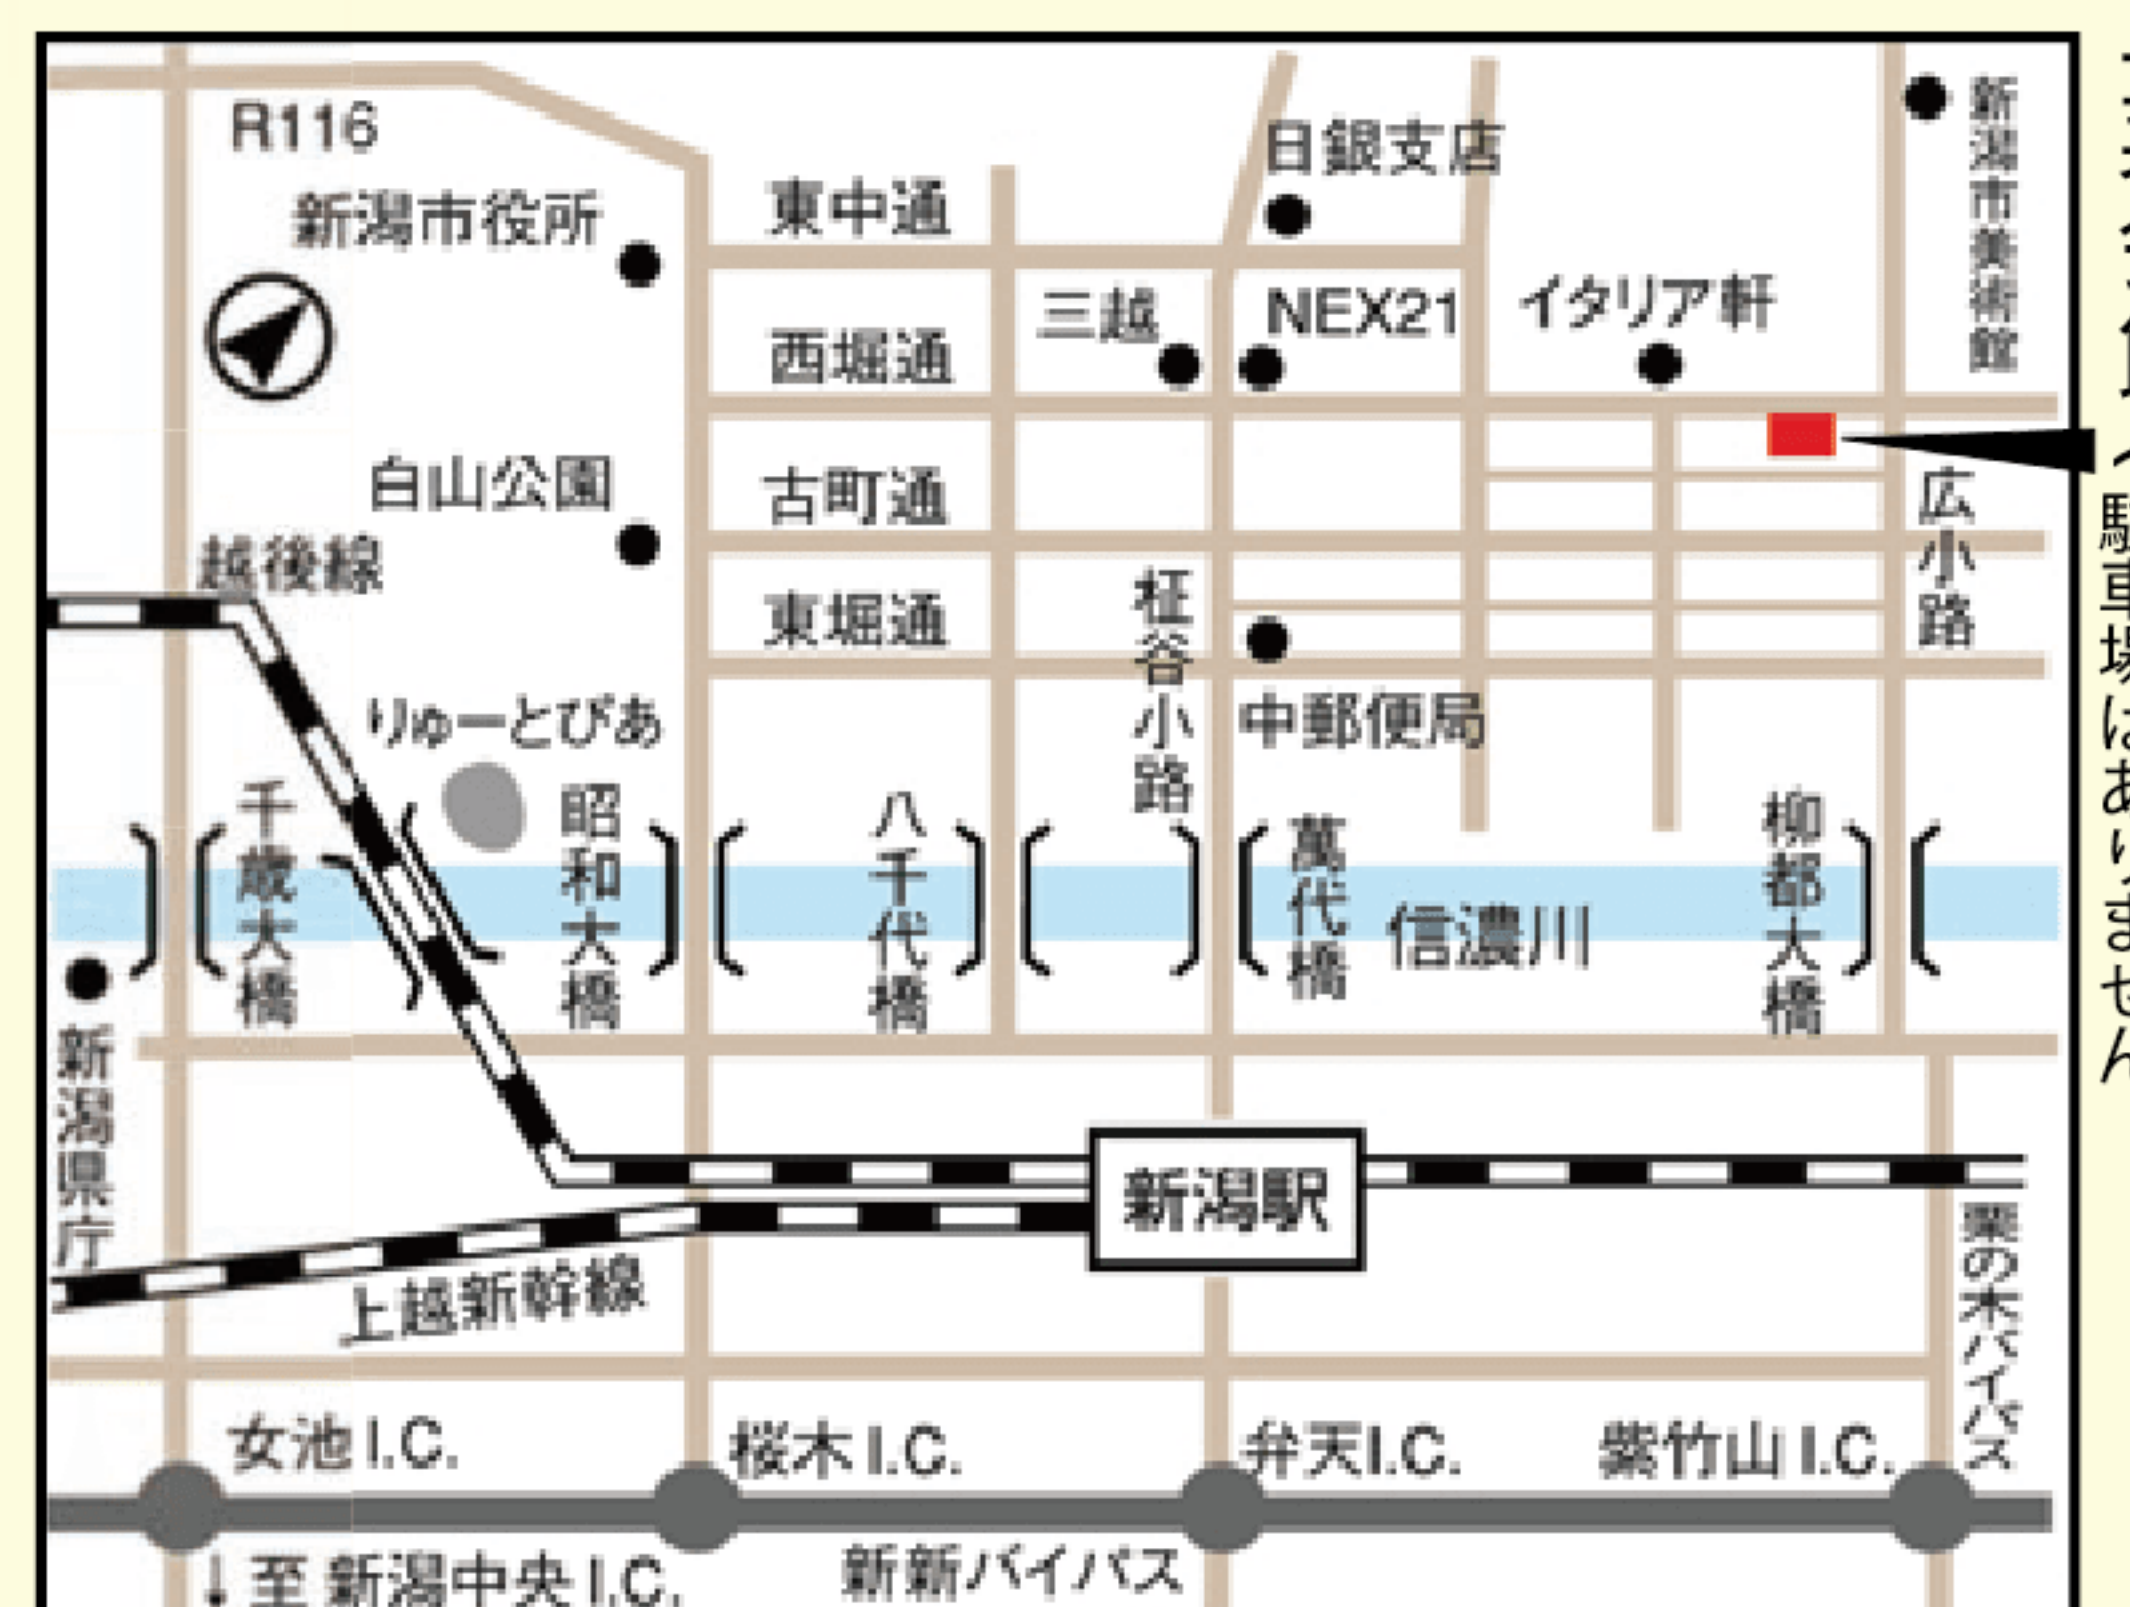 R116
新潟市役所
東中通
日銀支店
新潟市美術館
西堀通
三越
NEX21
イタリア軒
白山公園
古町通
広小路
越後線
東堀通
柾谷小路
中郵便局
りゅーとぴあ
千歳大橋
昭和大橋
八千代橋
萬代橋
信濃川
柳都大橋
新潟県庁
新潟駅
上越新幹線
栗の木バイパス
女池 I.C.
桜木 I.C.
弁天I.C.
紫竹山 I.C.
↓至 新潟中央 I.C.
新新バイパス
駐車場はありません